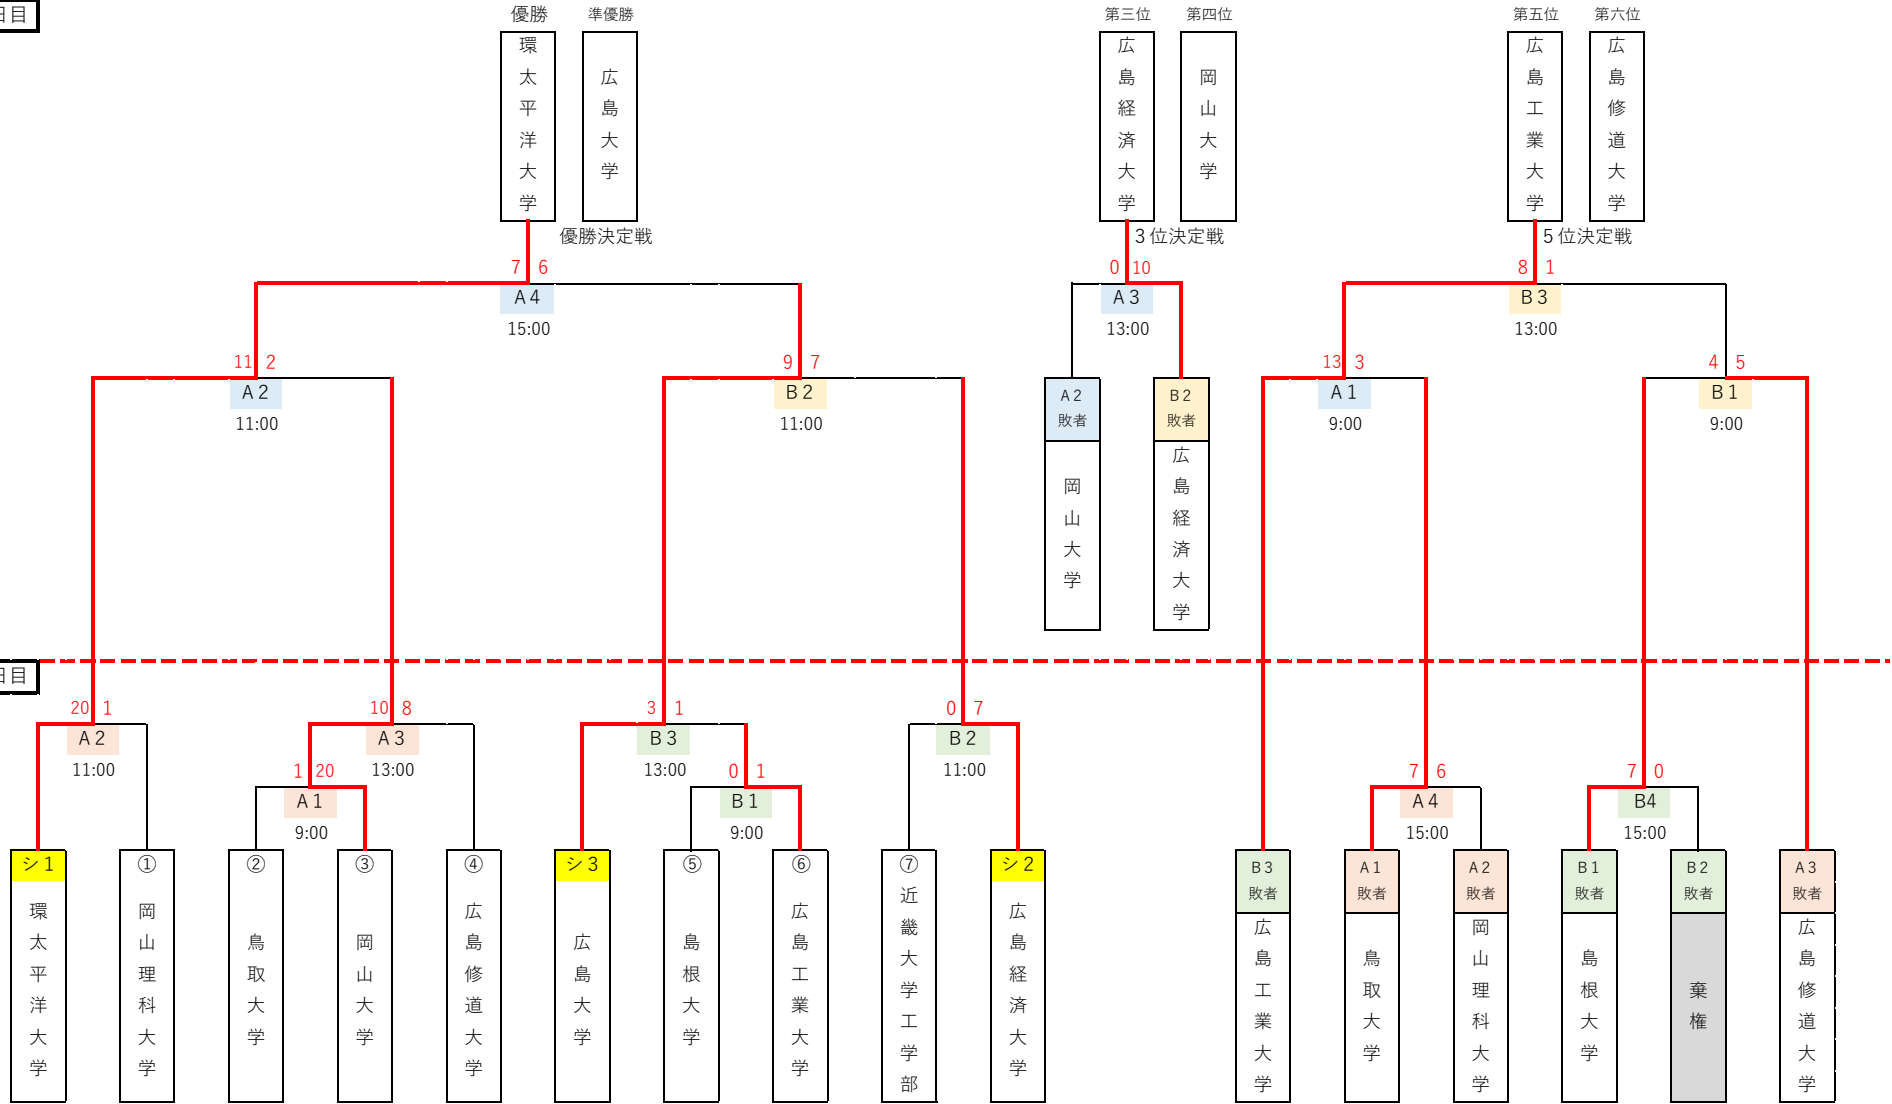 日目
優勝 準優勝 第三位 第四位 第五位 第六位
環太平洋大学
広島大学
広島経済大学
岡山大学
広島工業大学
広島修道大学
優勝決定戦 3位決定戦 5位決定戦
7 6 0 10 8 1
A4 A3 B3
15:00 13:00 13:00
11 2 9 7 13 3 4 5
A2 B2 A1 B1
11:00 11:00 9:00 9:00
A2
敗者
岡山大学
B2
敗者
広島経済大学
日目
20 1 10 8 3 1 0 7
A2 A3 B3 B2
11:00 13:00 13:00 11:00
1 20 0 1 7 6 7 0
A1 B1 A4 B4
9:00 9:00 15:00 15:00
シ1
環太平洋大学
①
岡山理科大学
②
鳥取大学
③
岡山大学
④
広島修道大学
シ3
広島大学
⑤
島根大学
⑥
広島工業大学
⑦
近畿大学工学部
シ2
広島経済大学
B3
敗者
広島工業大学
A1
敗者
鳥取大学
A2
敗者
岡山理科大学
B1
敗者
島根大学
B2
敗者
棄権
A3
敗者
広島修道大学